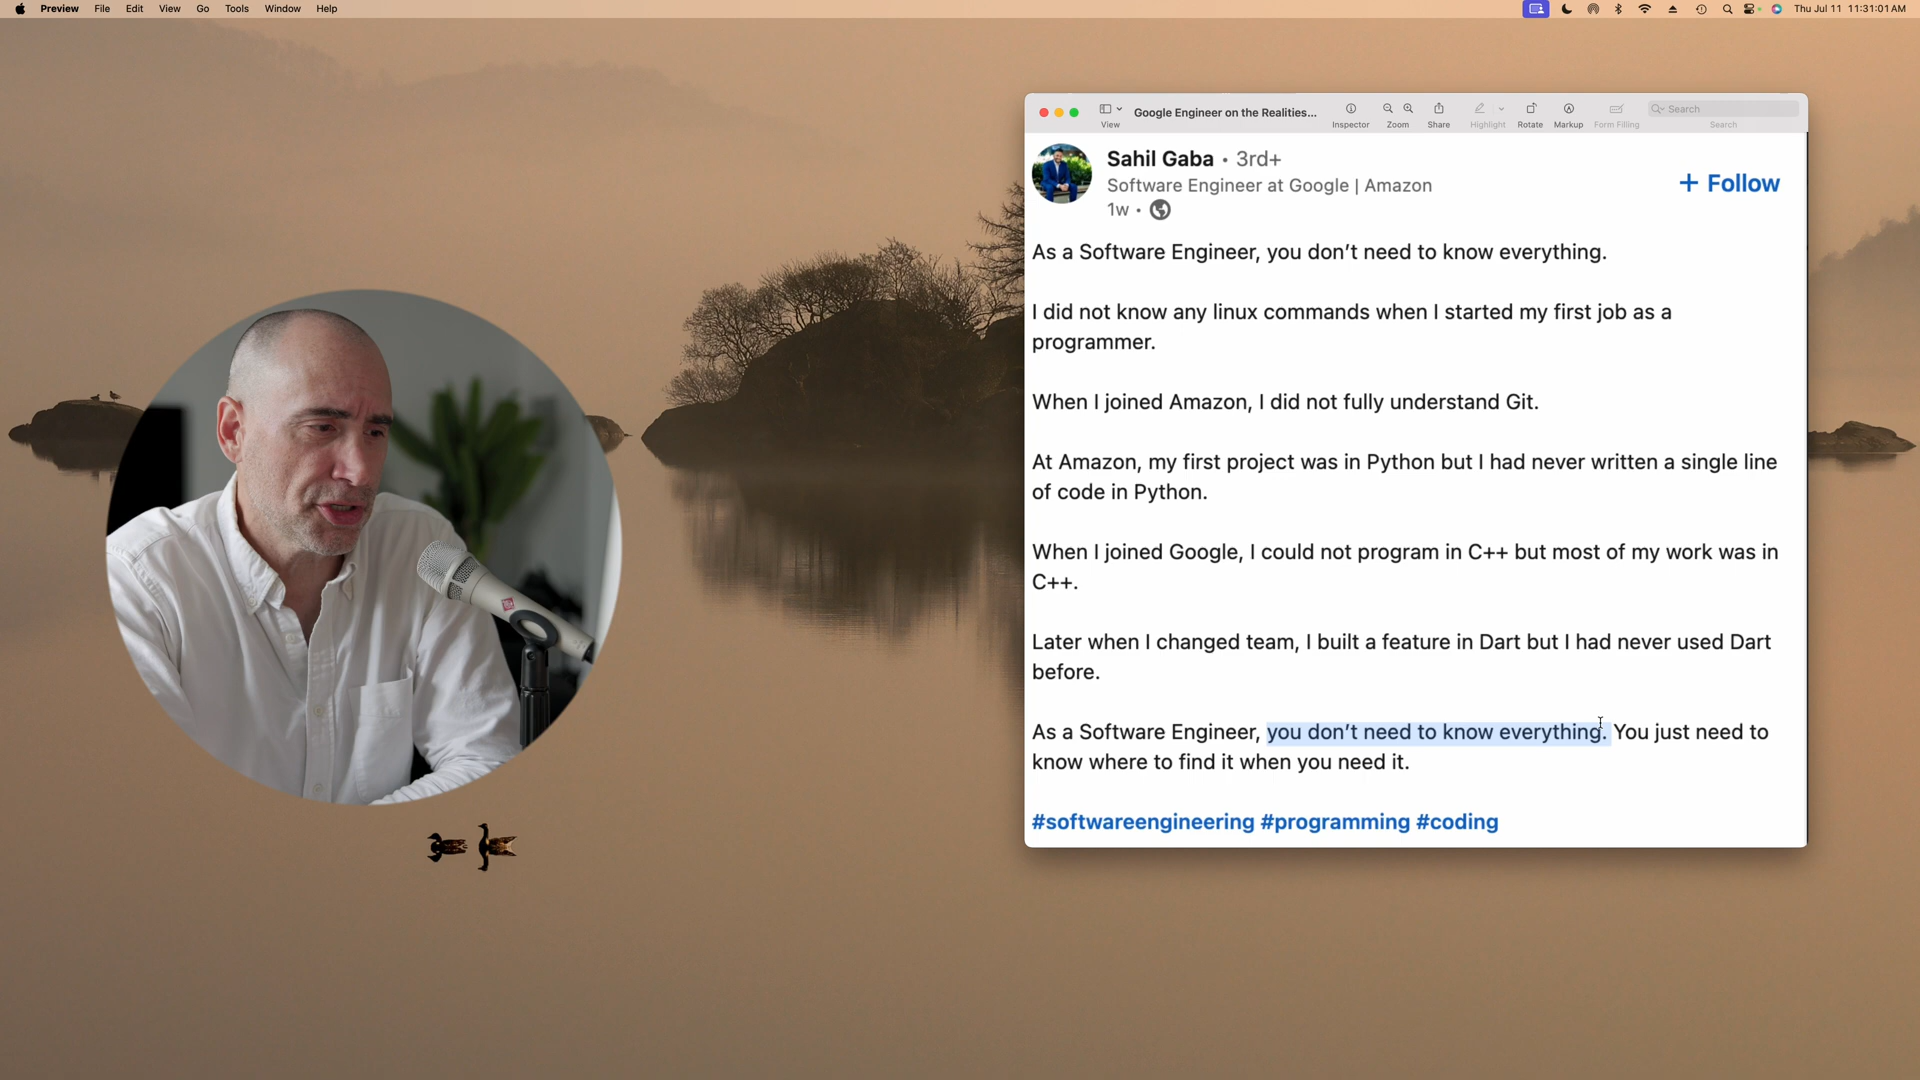 Preview File Edit View Go Tools Window Help
Thu Jul 11 11:31:01 AM
Google Engineer on the Realities...
View
Inspector
Zoom
Share
Highlight
Rotate
Markup
Form Filling
Search
Search
Sahil Gaba • 3rd+
Software Engineer at Google | Amazon
1w •
+ Follow
As a Software Engineer, you don’t need to know everything.
I did not know any linux commands when I started my first job as a
programmer.
When I joined Amazon, I did not fully understand Git.
At Amazon, my first project was in Python but I had never written a single line
of code in Python.
When I joined Google, I could not program in C++ but most of my work was in
C++.
Later when I changed team, I built a feature in Dart but I had never used Dart
before.
As a Software Engineer, you don’t need to know everything. You just need to
know where to find it when you need it.
#softwareengineering #programming #coding